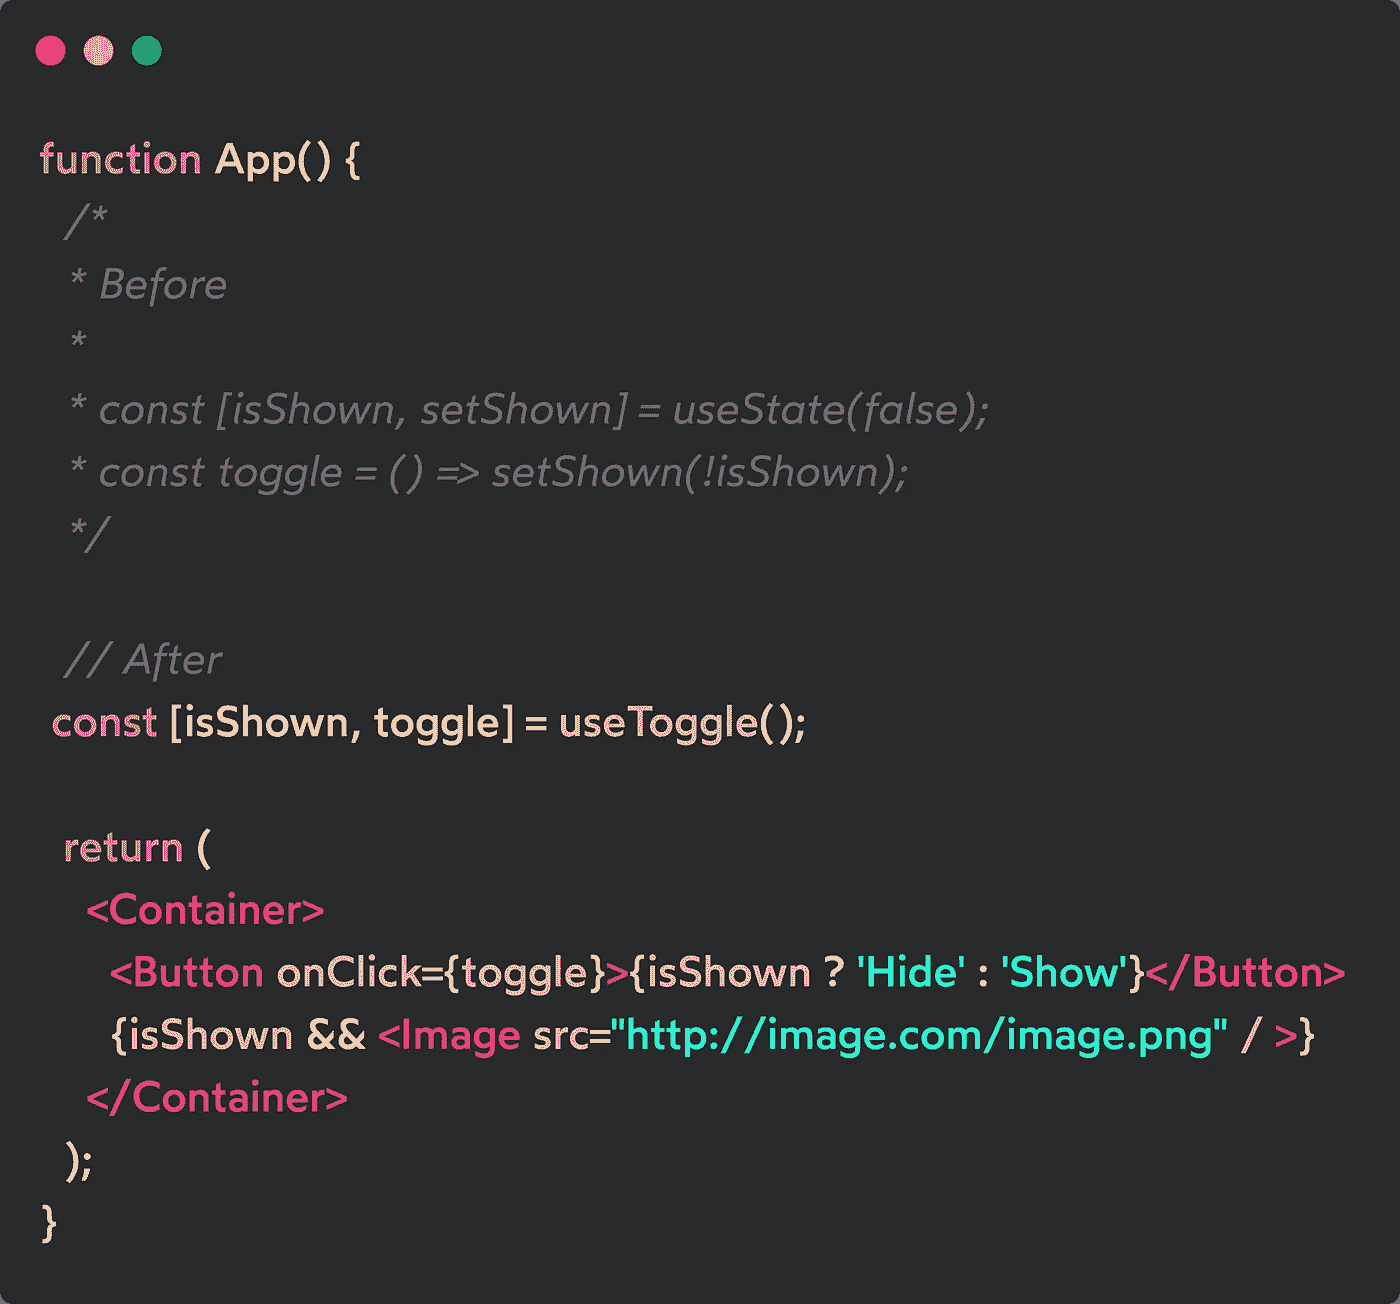 function App() {
/*
* Before
*
* const [isShown, setShown] = useState(false);
* const toggle = () => setShown(!isShown);
*/
// After
const [isShown, toggle] = useToggle();
return (
<Container>
<Button onClick={toggle}>{isShown ? 'Hide' : 'Show'}</Button>
{isShown && <Image src="http://image.com/image.png" / >}
</Container>
);
}